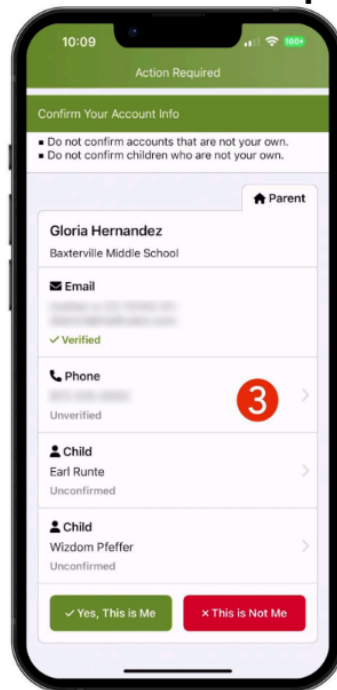 10:09
100+
Action Required
Confirm Your Account Info
▪ Do not confirm accounts that are not your own.
▪ Do not confirm children who are not your own.
Parent
Gloria Hernandez
Baxterville Middle School
Email
✓ Verified
Phone
3
Unverified
Child
Earl Runte
Unconfirmed
Child
Wizdom Pfeffer
Unconfirmed
✓ Yes, This is Me
× This is Not Me